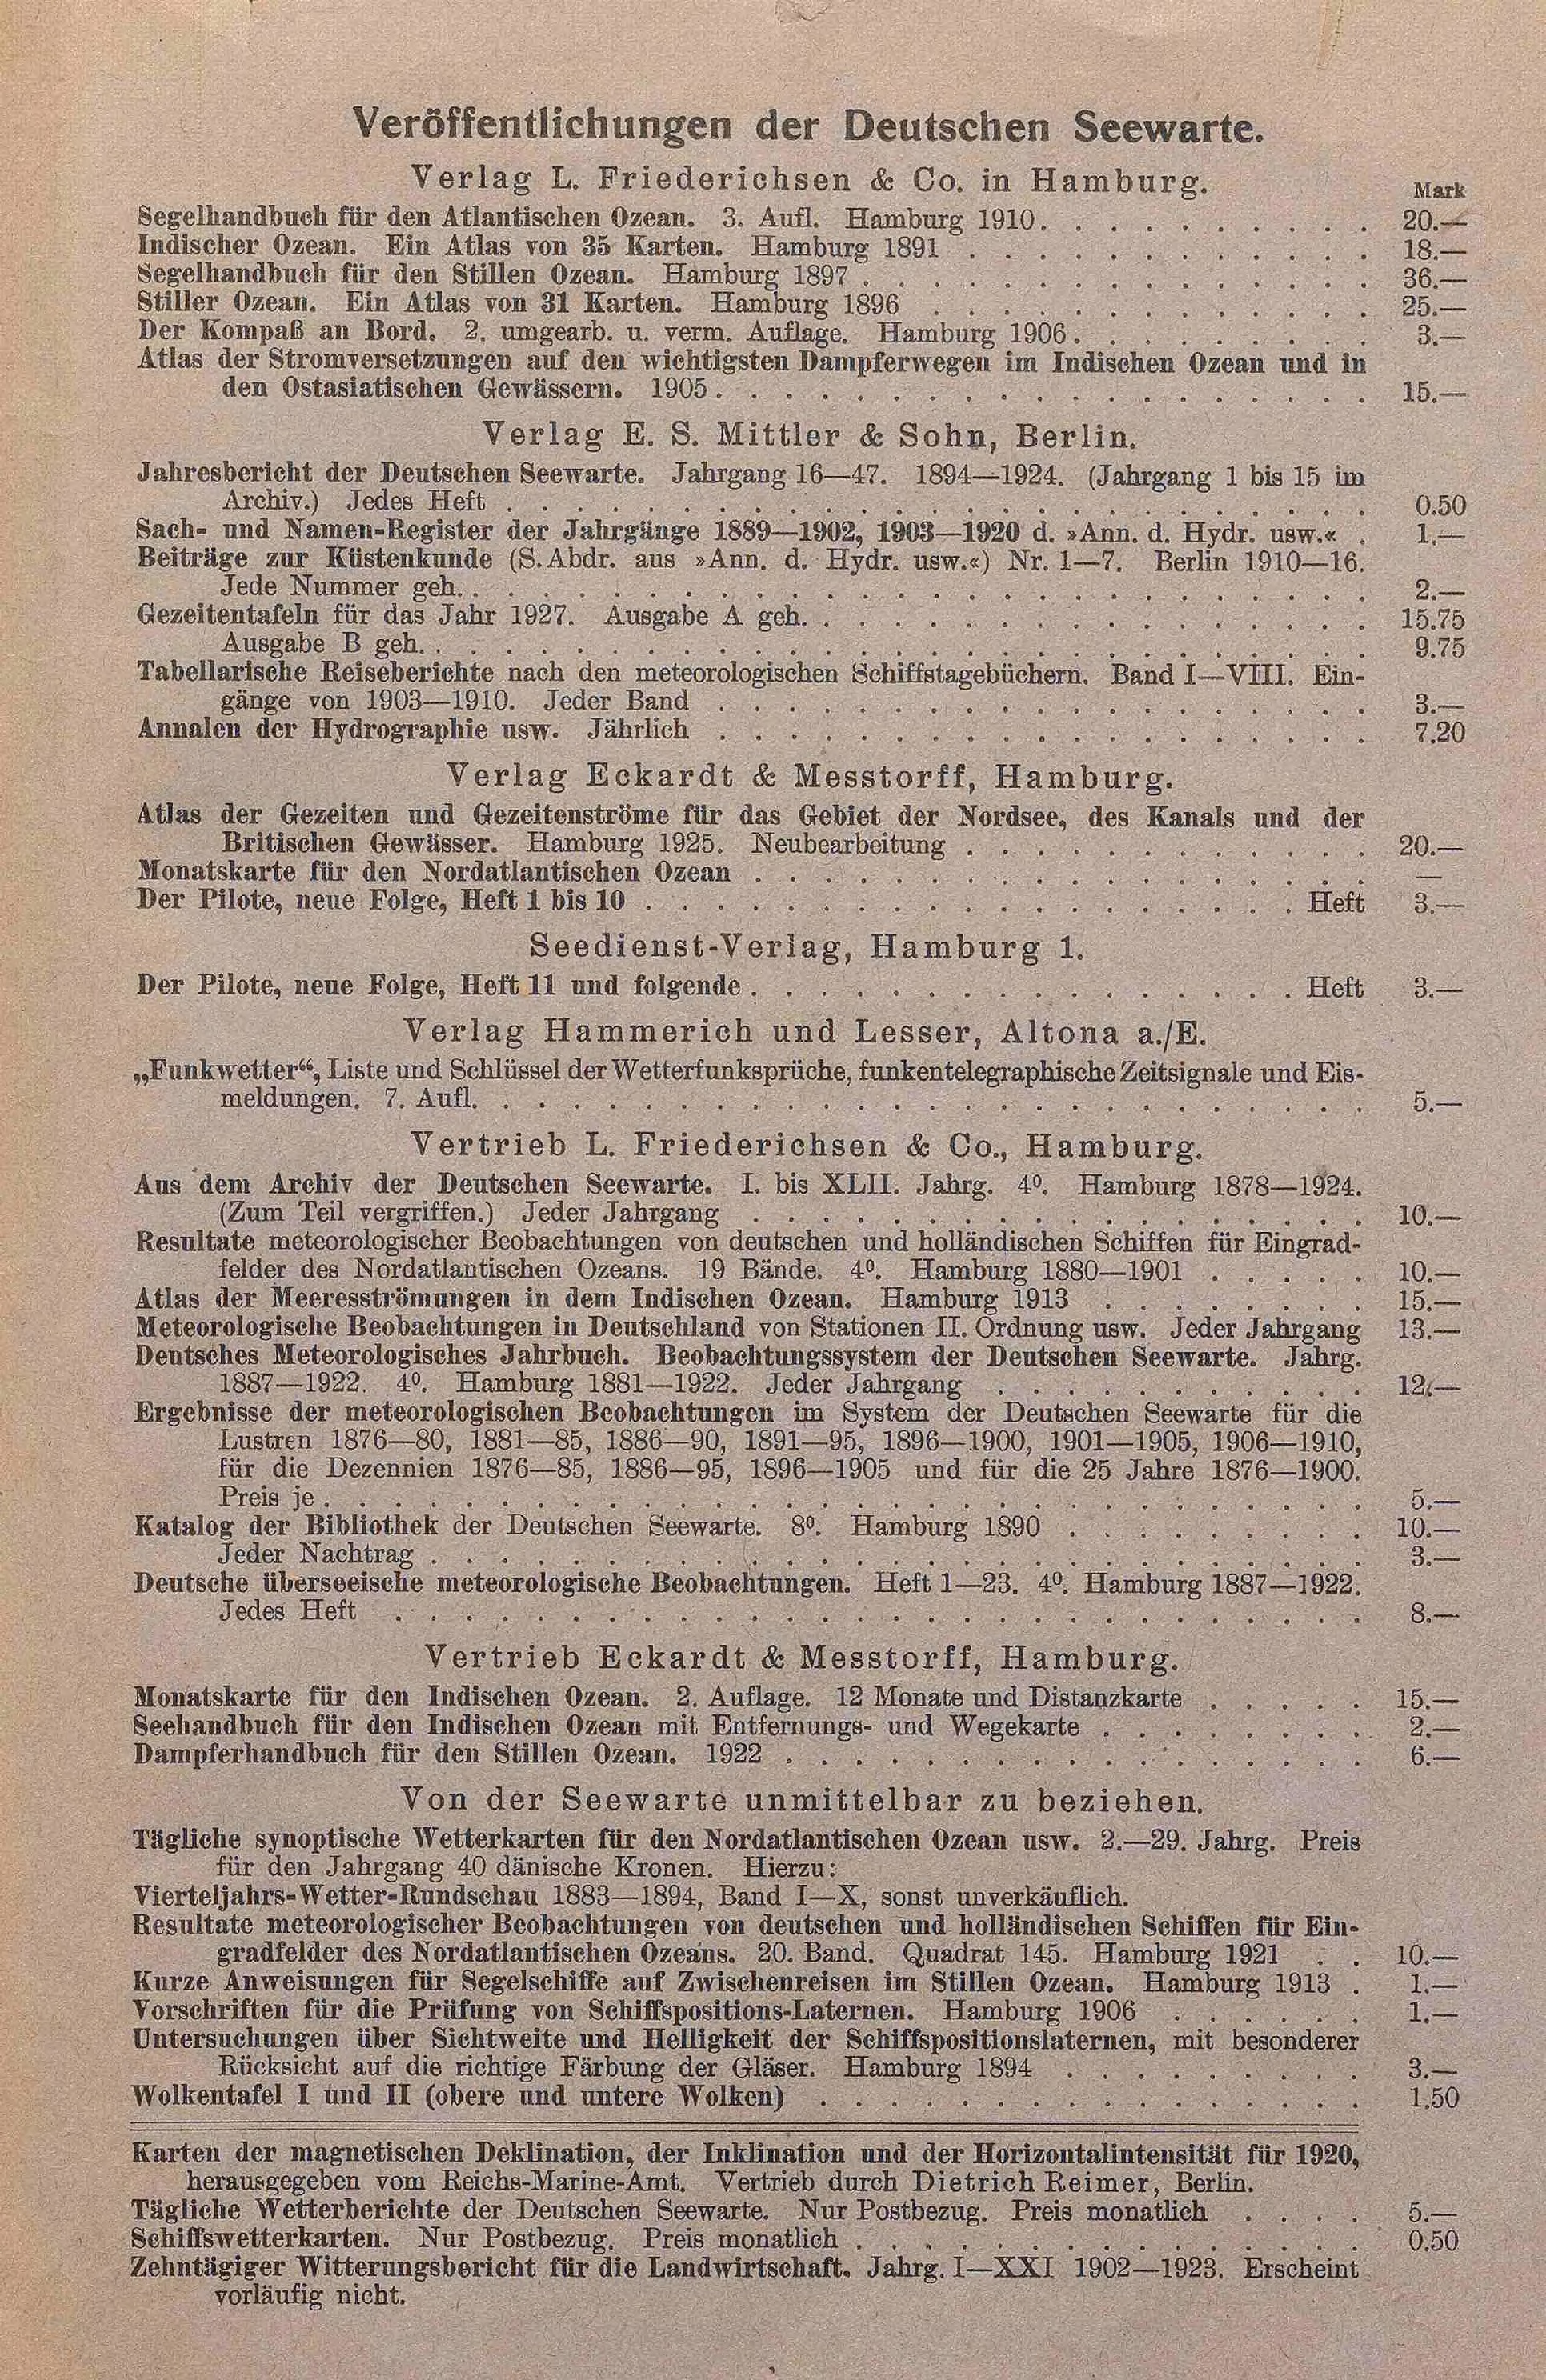 Veröffentlichungen der Deutschen Seewarte.
Verlag L. Friederichsen & Co. in Hamburg.
Mark
Segelhandbuch für den Atlantischen Ozean. 3. Aufl. Hamburg 1910. . . . . . . . . . . 20.—
Indischer Ozean. Ein Atlas von 35 Karten. Hamburg 1891 . . . . . . . . . . . . 18.—
Segelhandbuch für den Stillen Ozean. Hamburg 1897 . . . . . . . . . . . . . . . 36.—
Stiller Ozean. Ein Atlas von 31 Karten. Hamburg 1896 . . . . . . . . . . . . . 25.—
Der Kompaß an Bord. 2. umgearb. u. verm. Auflage. Hamburg 1906. . . . . . . . . . 3.—
Atlas der Stromversetzungen auf den wichtigsten Dampferwegen im Indischen Ozean und in
den Ostasiatischen Gewässern. 1905 . . . . . . . . . . . . . . . . . . . 15.—
Verlag E. S. Mittler & Sohn, Berlin.
Jahresbericht der Deutschen Seewarte. Jahrgang 16—47. 1894—1924. (Jahrgang 1 bis 15 im
Archiv.) Jedes Heft . . . . . . . . . . . . . . . . . . . . . . . . . 0.50
Sach- und Namen-Register der Jahrgänge 1889—1902, 1903—1920 d. »Ann. d. Hydr. usw.« . 1.—
Beiträge zur Küstenkunde (S. Abdr. aus »Ann. d. Hydr. usw.«) Nr. 1—7. Berlin 1910—16.
Jede Nummer geh. . . . . . . . . . . . . . . . . . . . . . . . . . . 2.—
Gezeitentafeln für das Jahr 1927. Ausgabe A geh. . . . . . . . . . . . . . . . . 15.75
Ausgabe B geh. . . . . . . . . . . . . . . . . . . . . . . . . . . . 9.75
Tabellarische Reiseberichte nach den meteorologischen Schiffstagebüchern. Band I—VIII. Ein-
gänge von 1903—1910. Jeder Band . . . . . . . . . . . . . . . . . . . 3.—
Annalen der Hydrographie usw. Jährlich . . . . . . . . . . . . . . . . . . . 7.20
Verlag Eckardt & Messtorff, Hamburg.
Atlas der Gezeiten und Gezeitenströme für das Gebiet der Nordsee, des Kanals und der
Britischen Gewässer. Hamburg 1925. Neubearbeitung . . . . . . . . . . . . 20.—
Monatskarte für den Nordatlantischen Ozean . . . . . . . . . . . . . . . . . . —
Der Pilote, neue Folge, Heft 1 bis 10 . . . . . . . . . . . . . . . . . . . Heft 3.—
Seedienst-Verlag, Hamburg 1.
Der Pilote, neue Folge, Heft 11 und folgende . . . . . . . . . . . . . . . . Heft 3.—
Verlag Hammerich und Lesser, Altona a./E.
„Funkwetter“, Liste und Schlüssel der Wetterfunksprüche, funkentelegraphische Zeitsignale und Eis-
meldungen. 7. Aufl. . . . . . . . . . . . . . . . . . . . . . . . . . 5.—
Vertrieb L. Friederichsen & Co., Hamburg.
Aus dem Archiv der Deutschen Seewarte. I. bis XLII. Jahrg. 4⁰. Hamburg 1878—1924.
(Zum Teil vergriffen.) Jeder Jahrgang . . . . . . . . . . . . . . . . . . 10.—
Resultate meteorologischer Beobachtungen von deutschen und holländischen Schiffen für Eingrad-
felder des Nordatlantischen Ozeans. 19 Bände. 4⁰. Hamburg 1880—1901 . . . . . 10.—
Atlas der Meeresströmungen in dem Indischen Ozean. Hamburg 1913 . . . . . . . . 15.—
Meteorologische Beobachtungen in Deutschland von Stationen II. Ordnung usw. Jeder Jahrgang 13.—
Deutsches Meteorologisches Jahrbuch. Beobachtungssystem der Deutschen Seewarte. Jahrg.
1887—1922. 4⁰. Hamburg 1881—1922. Jeder Jahrgang . . . . . . . . . . . 12.—
Ergebnisse der meteorologischen Beobachtungen im System der Deutschen Seewarte für die
Lustren 1876—80, 1881—85, 1886—90, 1891—95, 1896—1900, 1901—1905, 1906—1910,
für die Dezennien 1876—85, 1886—95, 1896—1905 und für die 25 Jahre 1876—1900.
Preis je . . . . . . . . . . . . . . . . . . . . . . . . . . . . . . 5.—
Katalog der Bibliothek der Deutschen Seewarte. 8⁰. Hamburg 1890 . . . . . . . . . 10.—
Jeder Nachtrag . . . . . . . . . . . . . . . . . . . . . . . . . . . 3.—
Deutsche überseeische meteorologische Beobachtungen. Heft 1—23. 4⁰. Hamburg 1887—1922.
Jedes Heft . . . . . . . . . . . . . . . . . . . . . . . . . . . . 8.—
Vertrieb Eckardt & Messtorff, Hamburg.
Monatskarte für den Indischen Ozean. 2. Auflage. 12 Monate und Distanzkarte . . . . . 15.—
Seehandbuch für den Indischen Ozean mit Entfernungs- und Wegekarte . . . . . . . . 2.—
Dampferhandbuch für den Stillen Ozean. 1922 . . . . . . . . . . . . . . . . . 6.—
Von der Seewarte unmittelbar zu beziehen.
Tägliche synoptische Wetterkarten für den Nordatlantischen Ozean usw. 2.—29. Jahrg. Preis
für den Jahrgang 40 dänische Kronen. Hierzu:
Vierteljahrs-Wetter-Rundschau 1883—1894, Band I—X, sonst unverkäuflich.
Resultate meteorologischer Beobachtungen von deutschen und holländischen Schiffen für Ein-
gradfelder des Nordatlantischen Ozeans. 20. Band. Quadrat 145. Hamburg 1921 . . 10.—
Kurze Anweisungen für Segelschiffe auf Zwischenreisen im Stillen Ozean. Hamburg 1913 . 1.—
Vorschriften für die Prüfung von Schiffspositions-Laternen. Hamburg 1906 . . . . . . 1.—
Untersuchungen über Sichtweite und Helligkeit der Schiffspositionslaternen, mit besonderer
Rücksicht auf die richtige Färbung der Gläser. Hamburg 1894 . . . . . . . . . 3.—
Wolkentafel I und II (obere und untere Wolken) . . . . . . . . . . . . . . . . 1.50
Karten der magnetischen Deklination, der Inklination und der Horizontalintensität für 1920,
herausgegeben vom Reichs-Marine-Amt. Vertrieb durch Dietrich Reimer, Berlin.
Tägliche Wetterberichte der Deutschen Seewarte. Nur Postbezug. Preis monatlich . . . . 5.—
Schiffswetterkarten. Nur Postbezug. Preis monatlich . . . . . . . . . . . . . . . 0.50
Zehntägiger Witterungsbericht für die Landwirtschaft. Jahrg. I—XXI 1902—1923. Erscheint
vorläufig nicht.